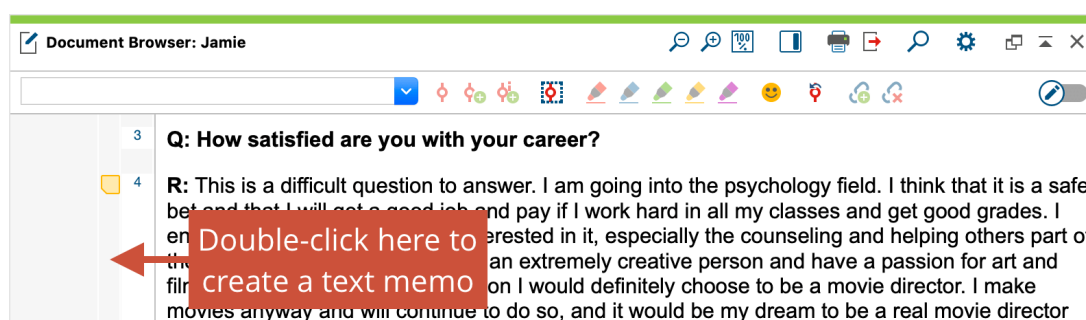 Document Browser: Jamie
100
%
3
Q: How satisfied are you with your career?
4
R: This is a difficult question to answer. I am going into the psychology field. I think that it is a safe
bet and that I will get a good job and pay if I work hard in all my classes and get good grades. I
en erested in it, especially the counseling and helping others part of
the an extremely creative person and have a passion for art and
film on I would definitely choose to be a movie director. I make
movies anyway and will continue to do so, and it would be my dream to be a real movie director
Double-click here to
create a text memo